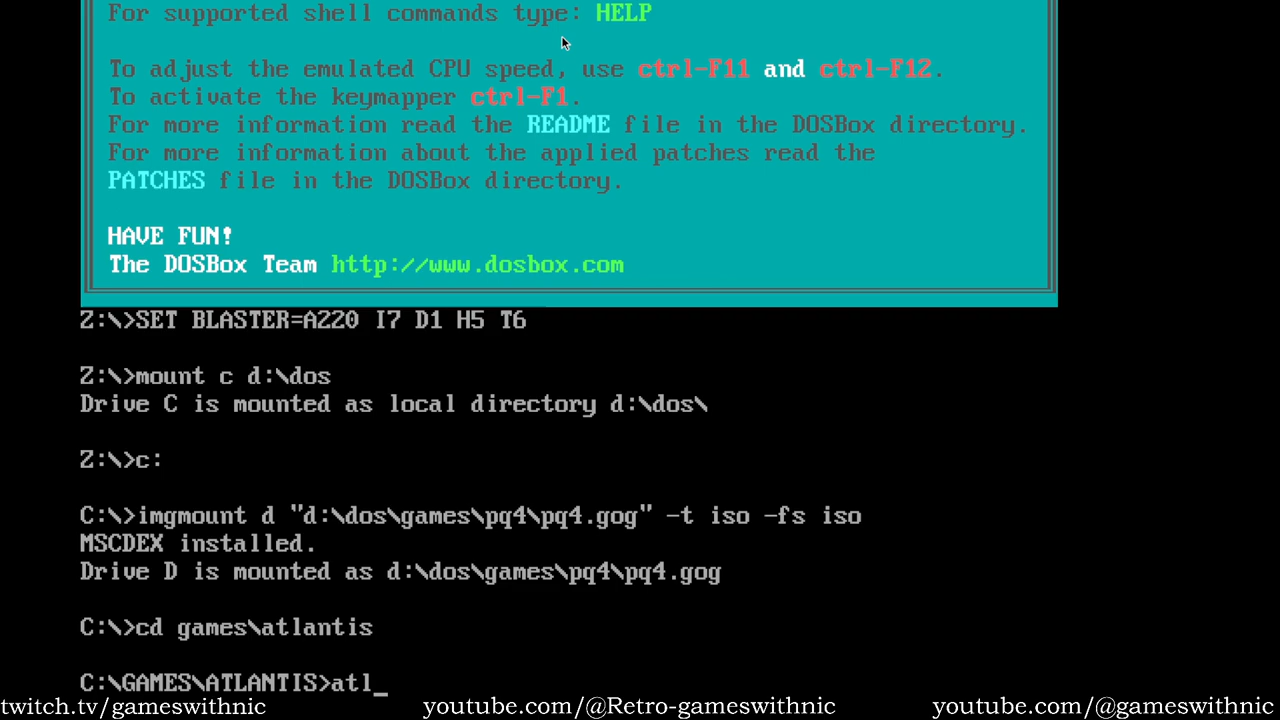 For supported shell commands type: HELP
To adjust the emulated CPU speed, use ctrl-F11 and ctrl-F12.
To activate the keymapper ctrl-F1.
For more information read the README file in the DOSBox directory.
For more information about the applied patches read the
PATCHES file in the DOSBox directory.
HAVE FUN!
The DOSBox Team http://www.dosbox.com
Z:\>SET BLASTER=A220 I7 D1 H5 T6
Z:\>mount c d:\dos
Drive C is mounted as local directory d:\dos\
Z:\>c:
C:\>imgmount d "d:\dos\games\pq4\pq4.gog" -t iso -fs iso
MSCDEX installed.
Drive D is mounted as d:\dos\games\pq4\pq4.gog
C:\>cd games\atlantis
C:\GAMES\ATLANTIS>atl_
twitch.tv/gameswithnic youtube.com/@Retro-gameswithnic youtube.com/@gameswithnic